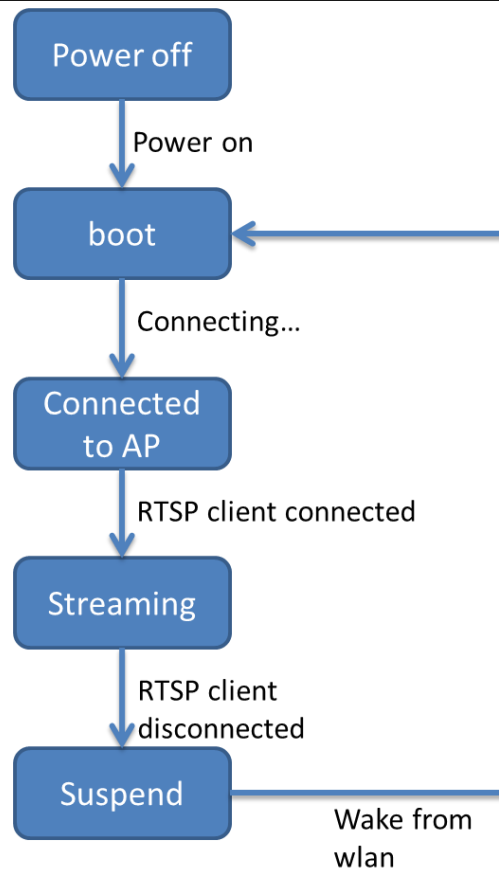 Power off
Power on
boot
Connecting...
Connected
to AP
RTSP client connected
Streaming
RTSP client
disconnected
Suspend
Wake from
wlan